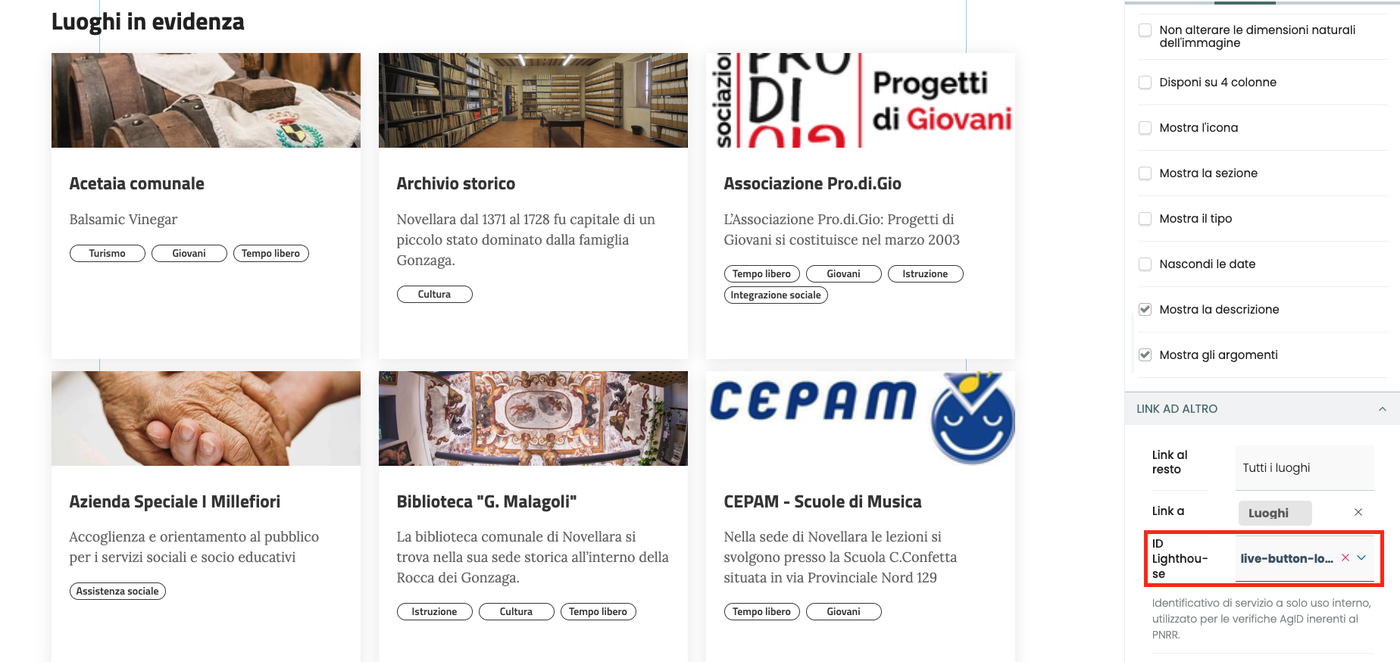 Luoghi in evidenza
sociazio
PRO
DI
GIO
Progetti
di Giovani
Acetaia comunale
Balsamic Vinegar
Turismo
Giovani
Tempo libero
Archivio storico
Novellara dal 1371 al 1728 fu capitale di un
piccolo stato dominato dalla famiglia
Gonzaga.
Cultura
Associazione Pro.di.Gio
L'Associazione Pro.di.Gio: Progetti di
Giovani si costituisce nel marzo 2003
Tempo libero
Giovani
Istruzione
Integrazione sociale
CEPAM
Azienda Speciale I Millefiori
Accoglienza e orientamento al pubblico
per i servizi sociali e socio educativi
Assistenza sociale
Biblioteca "G. Malagoli"
La biblioteca comunale di Novellara si
trova nella sua sede storica all'interno della
Rocca dei Gonzaga.
Istruzione
Cultura
Tempo libero
CEPAM - Scuole di Musica
Nella sede di Novellare le lezioni si
svolgono presso la Scuola C.Confetta
situata in via Provinciale Nord 129
Tempo libero
Giovani
Non alterare le dimensioni naturali
dell'immagine
Disponi su 4 colonne
Mostra l'icona
Mostra la sezione
Mostra il tipo
Nascondi le date
Mostra la descrizione
Mostra gli argomenti
LINK AD ALTRO
Link al
resto
Tutti i luoghi
Link a
Luoghi
ID
Lighthou-
se
live-button-lo...
Identificativo di servizio a solo uso interno,
utilizzato per le verifiche AgID inerenti al
PNRR.